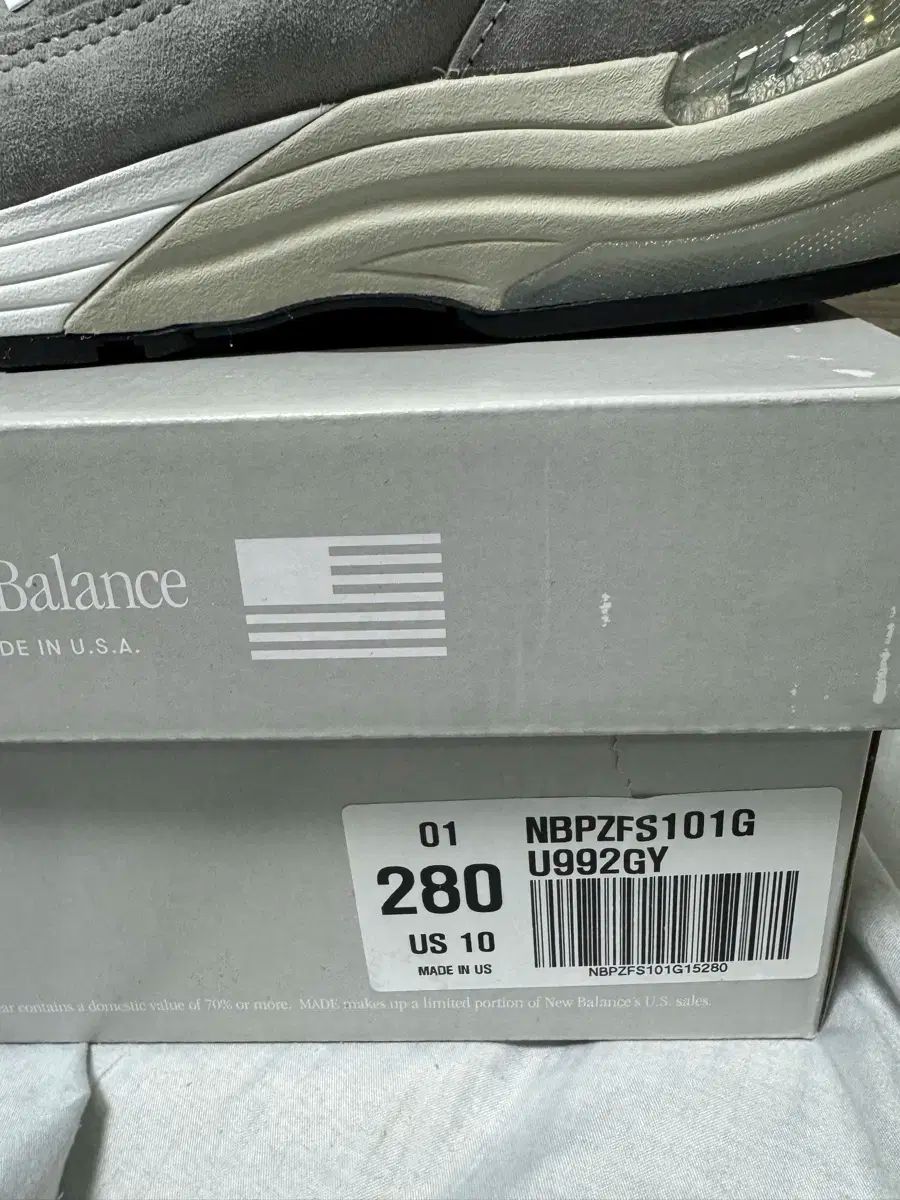 Balance
DE IN U.S.A.
01
280
US 10
MADE IN US
NBPZFS101G
U992GY
NBPZFS101G15280
ear contains a domestic value of 70% or more. MADE makes up a limited portion of New Balance's U.S. sales.